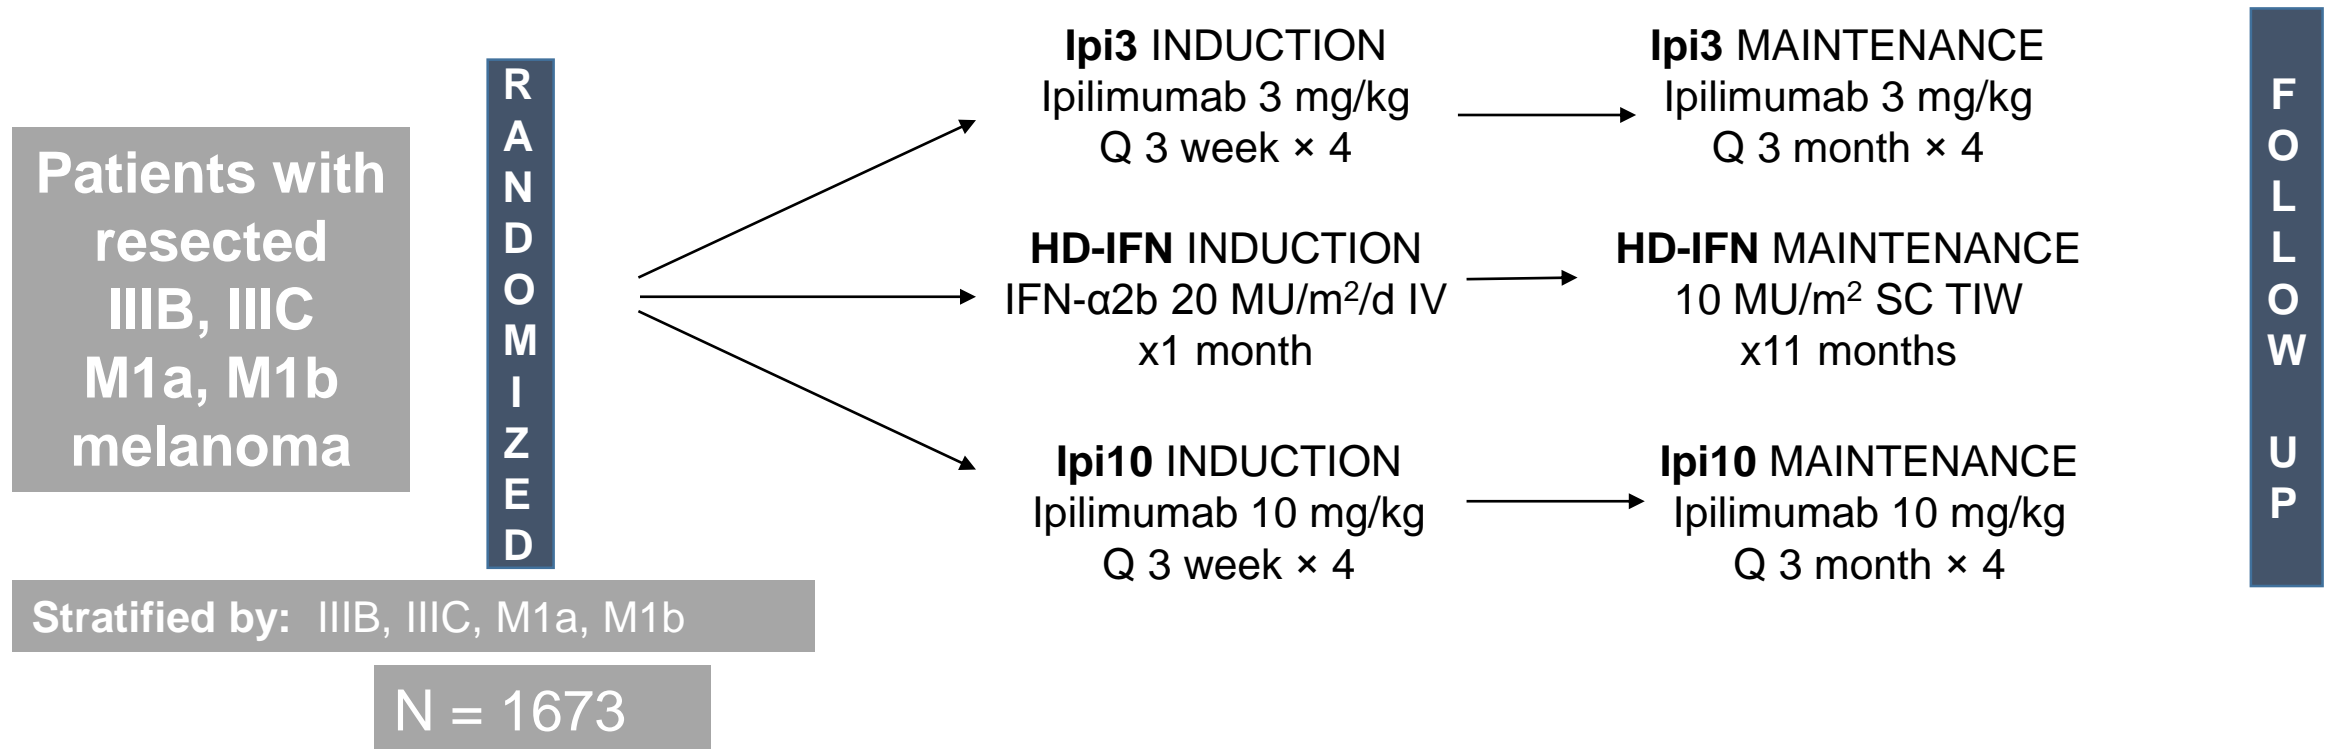 Patients with
resected
IIIB, IIIC
M1a, M1b
melanoma
RANDOMIZED
Ipi3 INDUCTION
Ipilimumab 3 mg/kg
Q 3 week × 4
Ipi3 MAINTENANCE
Ipilimumab 3 mg/kg
Q 3 month × 4
HD-IFN INDUCTION
IFN-α2b 20 MU/m²/d IV
x1 month
HD-IFN MAINTENANCE
10 MU/m² SC TIW
x11 months
Ipi10 INDUCTION
Ipilimumab 10 mg/kg
Q 3 week × 4
Ipi10 MAINTENANCE
Ipilimumab 10 mg/kg
Q 3 month × 4
FOLLOW UP
Stratified by: IIIB, IIIC, M1a, M1b
N = 1673